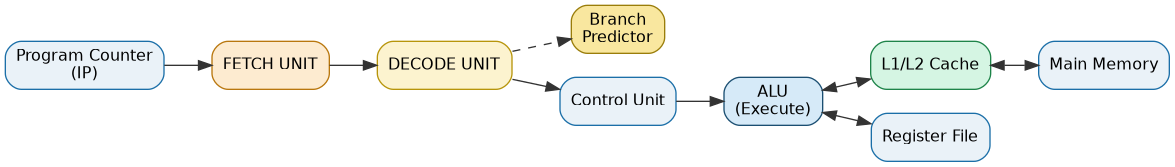 Program Counter
(IP)
FETCH UNIT
DECODE UNIT
Branch
Predictor
Control Unit
ALU
(Execute)
L1/L2 Cache
Register File
Main Memory